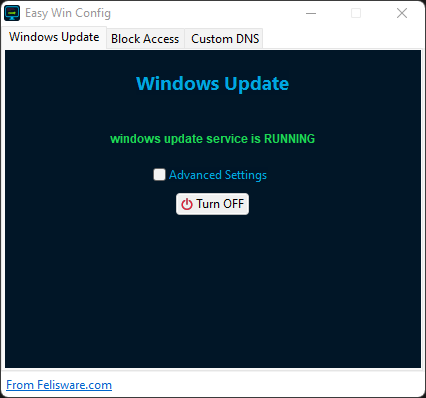 Easy Win Config
Windows Update Block Access Custom DNS
Windows Update
windows update service is RUNNING
Advanced Settings
Turn OFF
From Felisware.com